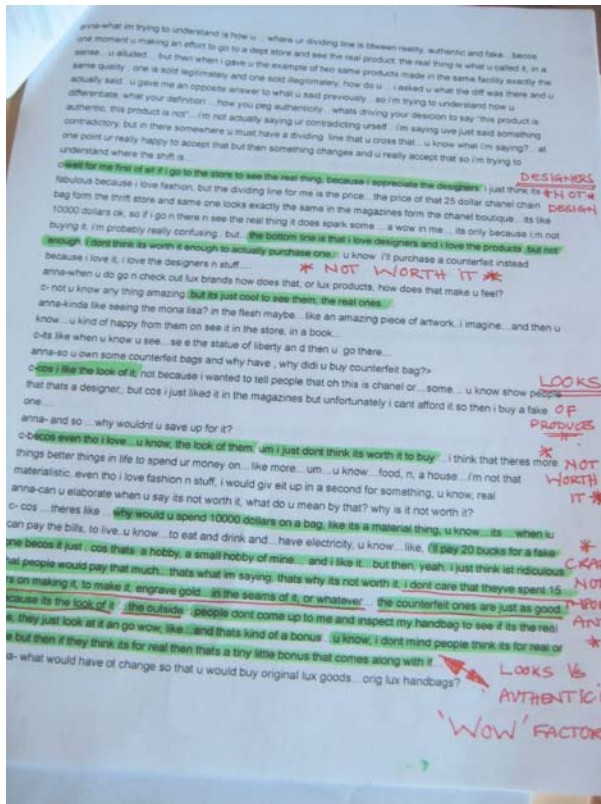 anna-what im trying to understand is how u... where ur dividing line is btween reality, authentic and fake... becos
one moment u making an effort to go to a dept store and see the real product, the real thing is what u called it, in a
sense... u alluded... but then when i gave u the example of two same products made in the same facility exactly the
same quality.. one is sold legitimately and one sold illegitimately, how do u... i asked u what the diff was there and u
actually said.. u gave me an opposite answer to what u said previously... so i'm trying to understand how u
differentiate, what your definition ... how you peg authenticity... whats driving your desicion to say "this product is
authentic, this product is not"... i'm not actually saying ur contradicting urself... i'm saying uve just said something
contradictory, but in there somewhere u must have a dividing line that u cross that... u know what i'm saying?... at
one point ur really happy to accept that but then something changes and u really accept that so i'm trying to
understand where the shift is....
c-well for me first of all if i go to the store to see the real thing, because i appreciate the designers, i just think its
DESIGNERS
fabulous because i love fashion, but the dividing line for me is the price... the price of that 25 dollar chanel chain
* NOT *
bag form the thrift store and same one looks exactly the same in the magazines form the chanel boutique... its like
DESIGN
10000 dollars ok, so if i go n there n see the real thing it does spark some ... a wow in me... its only because i,m not
buying it, i'm probably really confusing.. but... the bottom line is that i love designers and i love the products, but not
enough, i dont think its worth it enough to actually purchase one... u know i'll purchase a counterfeit instead
because i love it, i love the designers n stuff....
* NOT WORTH IT *
anna-when u do go n check out lux brands how does that, or lux products, how does that make u feel?
c- not u know any thing amazing, but its just cool to see them, the real ones...
anna-kinda like seeing the mona lisa? in the flesh maybe... like an amazing piece of artwork, i imagine... and then u
know... u kind of happy from on see it in the store, in a book....
c-its like when u know u see... se e the statue of liberty an d then u go there...
anna-so u own some counterfeit bags and why have , why didi u buy counterfeit bag?>
c-cos i like the look of it, not because i wanted to tell people that oh this is chanel or... some... u know show people
LOOKS
that thats a designer,. but cos i just liked it in the magazines but unfortunately i cant afford it so then i buy a fake
OF
one....
PRODUCT
anna- and so ... why wouldnt u save up for it?
c-becos even tho i love... u know, the look of them, um i just dont think its worth it to buy... i think that theres more
*
things better things in life to spend ur money on... like more... um... u know...food, n, a house... i'm not that
NOT
materialistic, even tho i love fashion n stuff, i would giv eit up in a second for something, u know, real
WORTH
anna-can u elaborate when u say its not worth it, what do u mean by that? why is it not worth it?
IT *
c- cos ... theres like ... why would u spend 10000 dollars on a bag, like its a material thing, u know... its ...when iu
can pay the bills, to live..u know... to eat and drink and... have electricity, u know... like, i'll pay 20 bucks for a fake
*
one becos it just , cos thats a hobby, a small hobby of mine... and i like it... but then, yeah, i just think ist ridiculous
that people would pay that much... thats what im saying, thats why its not worth it, i dont care that theyve spent 15
NOT
on making it, to make it, engrave gold... in the seams of it, or whatever... the counterfeit ones are just as good
its the look of it... the outside.. people dont come up to me and inspect my handbag to see if its the real
they just look at it an go wow, like... and thats kind of a bonus... u know, i dont mind people think its for real or
*
but then if they think its for real then thats a tiny little bonus that comes along with it...
LOOKS Vs
what would have ot change so that u would buy original lux goods... orig lux handbags?
'WOW' FACTOR